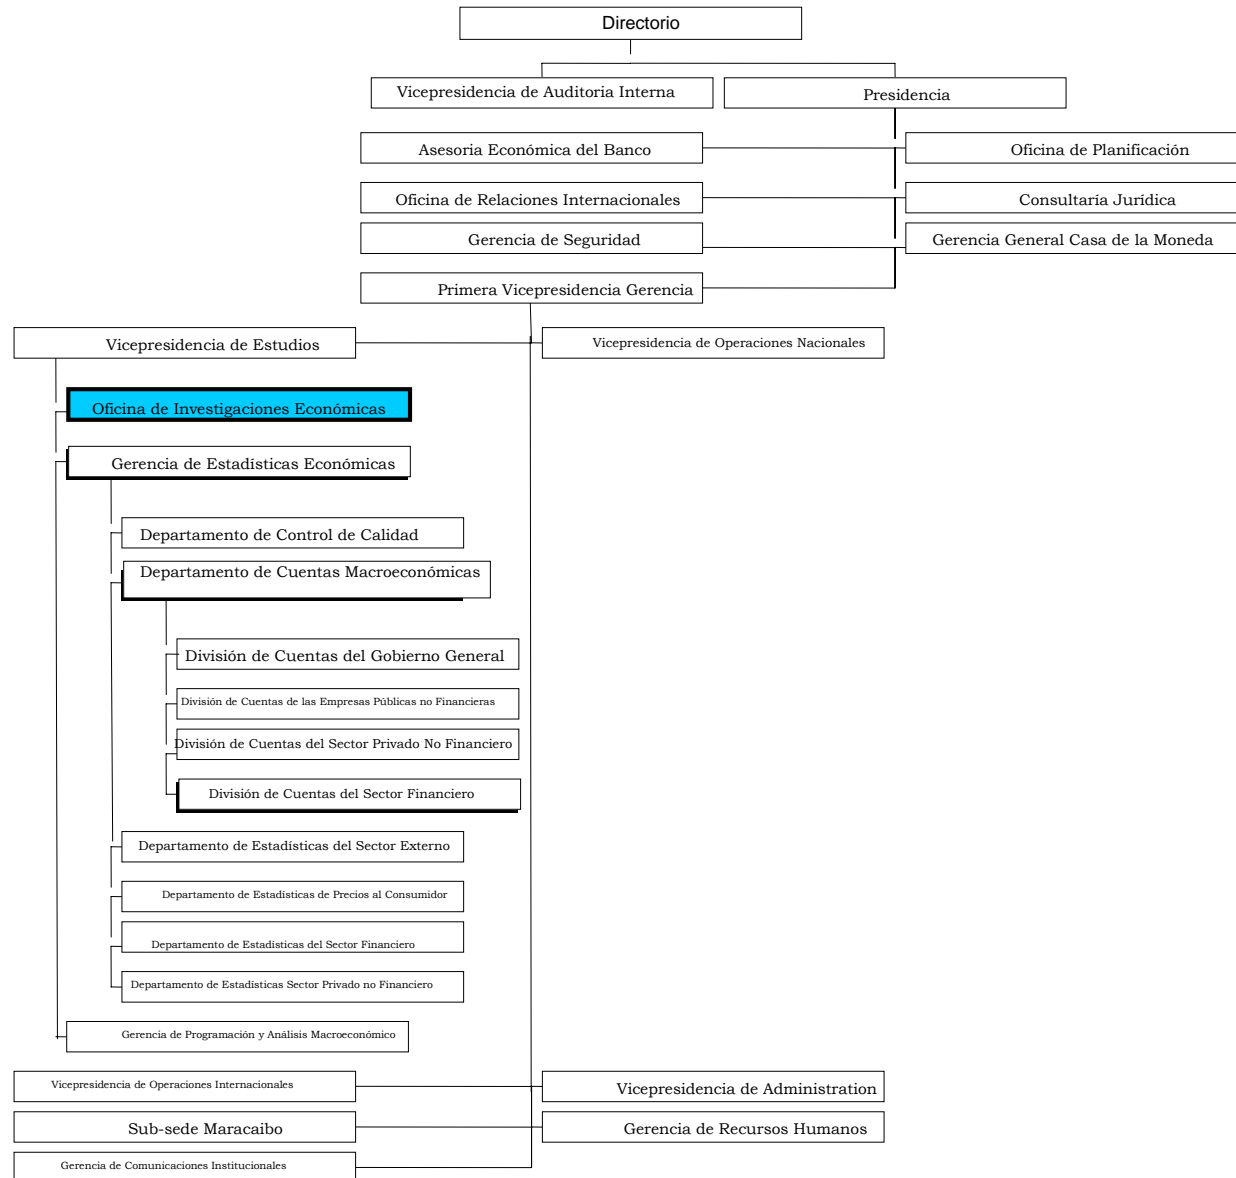 Directorio
Vicepresidencia de Auditoria Interna
Presidencia
Asesoria Económica del Banco
Oficina de Planificación
Oficina de Relaciones Internacionales
Consultaría Jurídica
Gerencia de Seguridad
Gerencia General Casa de la Moneda
Primera Vicepresidencia Gerencia
Vicepresidencia de Estudios
Vicepresidencia de Operaciones Nacionales
Oficina de Investigaciones Económicas
Gerencia de Estadísticas Económicas
Departamento de Control de Calidad
Departamento de Cuentas Macroeconómicas
División de Cuentas del Gobierno General
División de Cuentas de las Empresas Públicas no Financieras
División de Cuentas del Sector Privado No Financiero
División de Cuentas del Sector Financiero
Departamento de Estadísticas del Sector Externo
Departamento de Estadísticas de Precios al Consumidor
Departamento de Estadísticas del Sector Financiero
Departamento de Estadísticas Sector Privado no Financiero
Gerencia de Programación y Análisis Macroeconómico
Vicepresidencia de Operaciones Internacionales
Vicepresidencia de Administration
Sub-sede Maracaibo
Gerencia de Recursos Humanos
Gerencia de Comunicaciones Institucionales